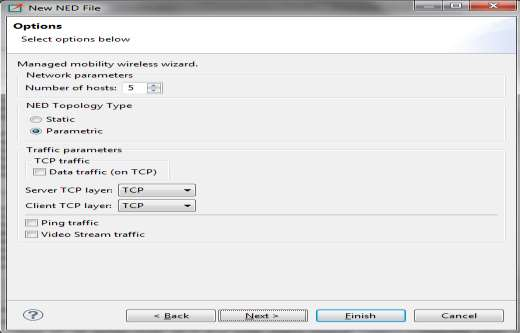 New NED File
Options
Select options below
Managed mobility wireless wizard.
Network parameters
Number of hosts: 5
NED Topology Type
Static
Parametric
Traffic parameters
TCP traffic
Data traffic (on TCP)
Server TCP layer: TCP
Client TCP layer: TCP
Ping traffic
Video Stream traffic
? < Back Next > Finish Cancel